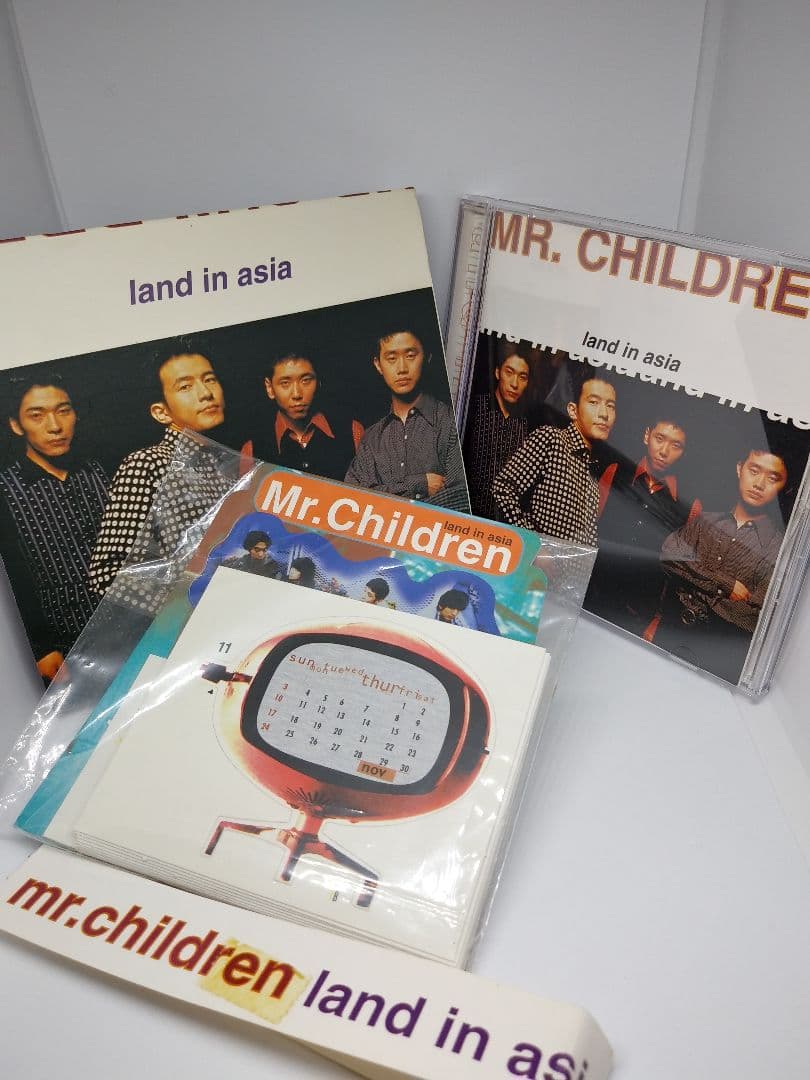 land in asia
MR. CHILDRE
land in asia
Mr.Children
land in asia
11
sun mon tue wed thur fri sat
1 2
3 4 5 6 7 8 9
10 11 12 13 14 15 16
17 18 19 20 21 22 23
24 25 26 27 28 29 30
nov
mr.children land in asi